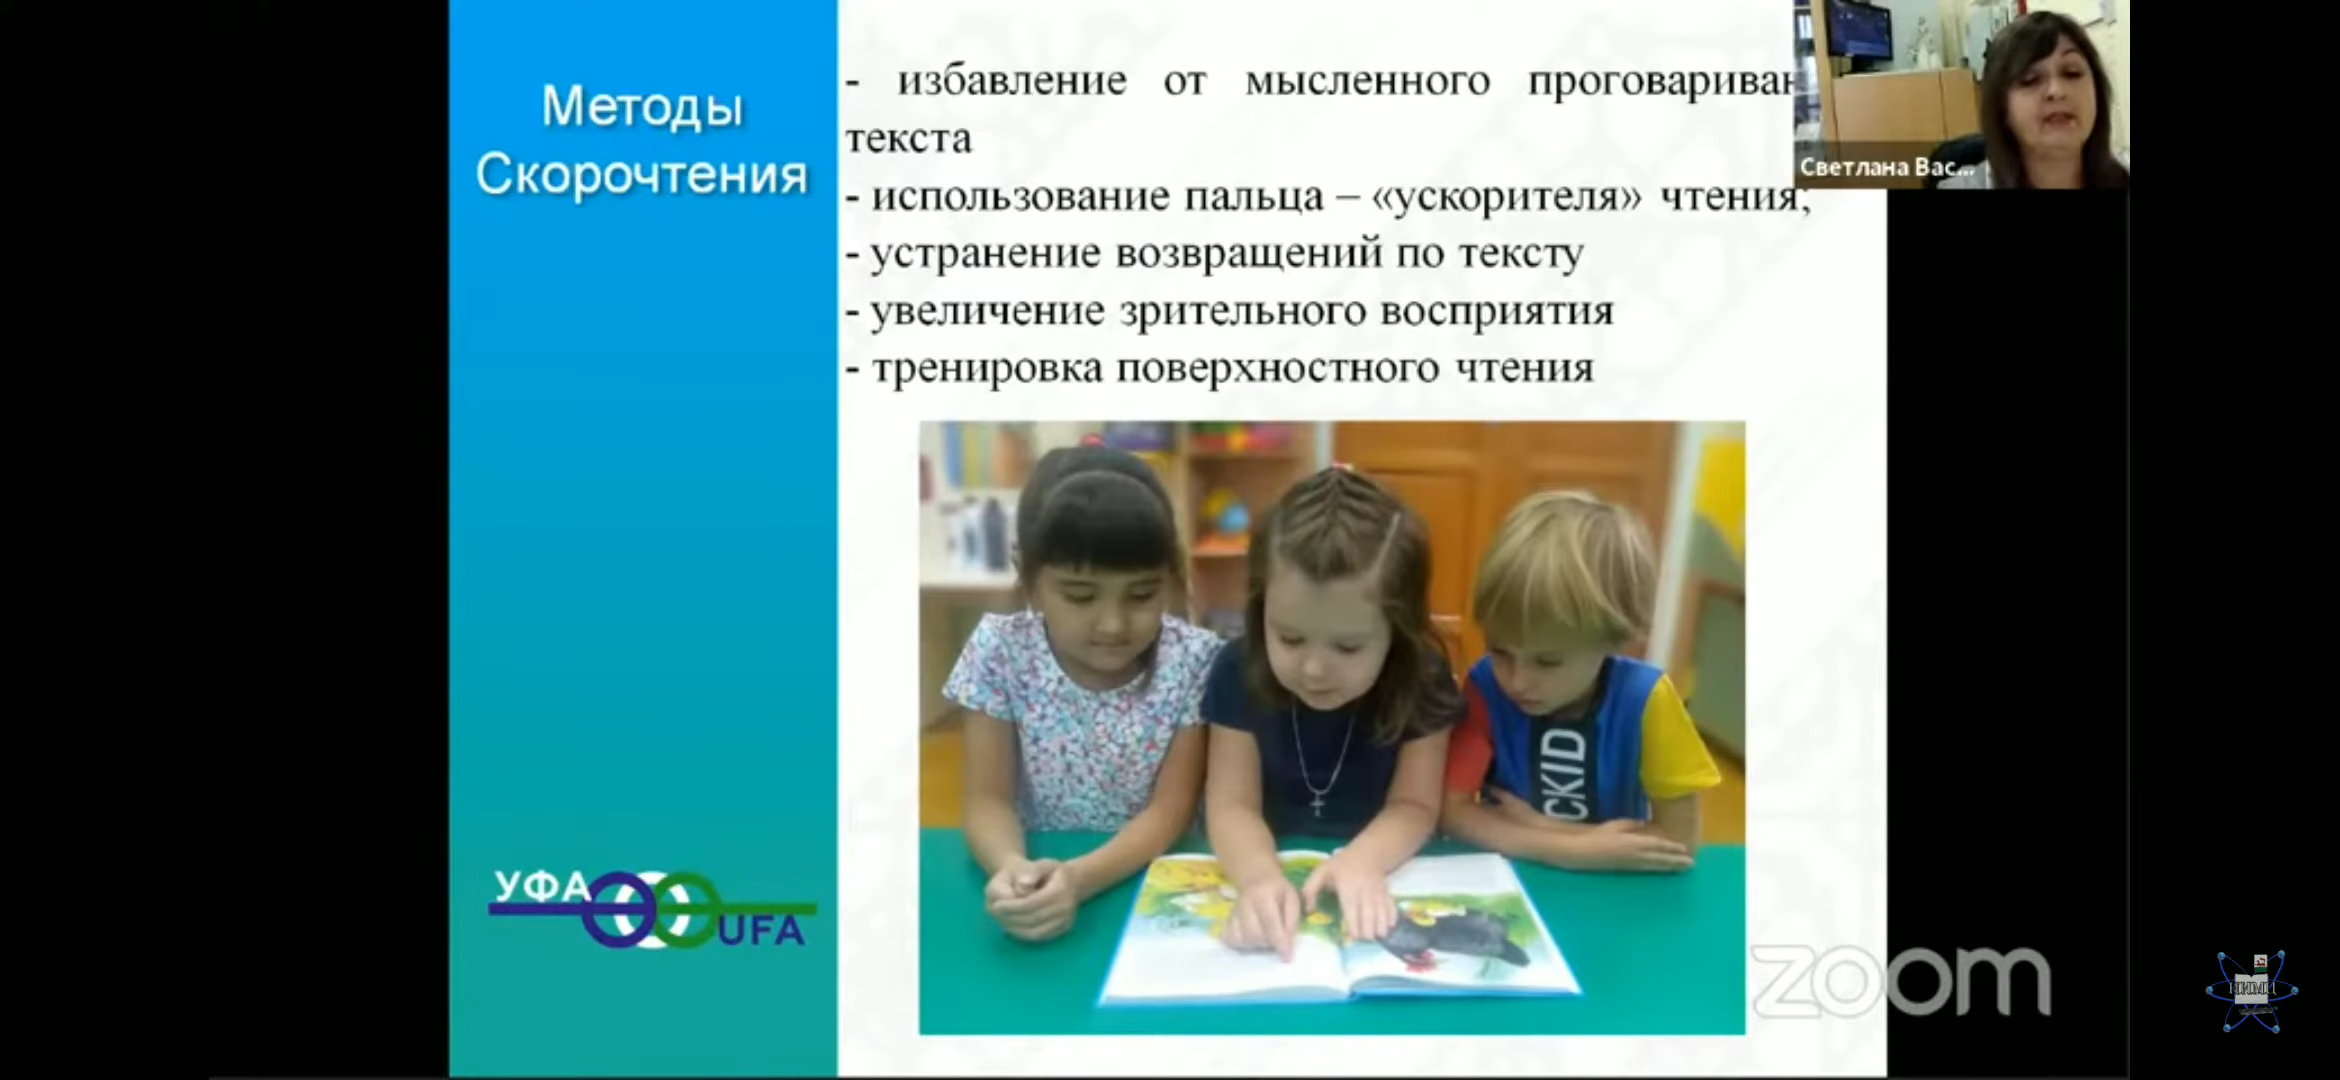 Методы
Скорочтения
- избавление от мысленного
текста
- использование пальца – «ускорителя» чтения;
- устранение возвращений по тексту
- увеличение зрительного восприятия
- тренировка поверхностного чтения
Светлана Вас...
CKID
УФА
UFA
zoom
НИМЦ